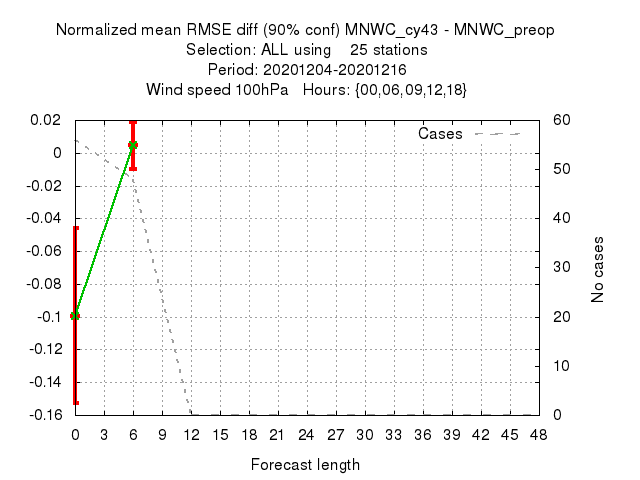 Normalized mean RMSE diff (90% conf) MNWC_cy43 - MNWC_preop
Selection: ALL using    25 stations
Period: 20201204-20201216
Wind speed 100hPa   Hours: {00,06,09,12,18}
Cases
0.02
0
-0.02
-0.04
-0.06
-0.08
-0.1
-0.12
-0.14
-0.16
60
50
40
30
20
10
0
No cases
0 3 6 9 12 15 18 21 24 27 30 33 36 39 42 45 48
Forecast length